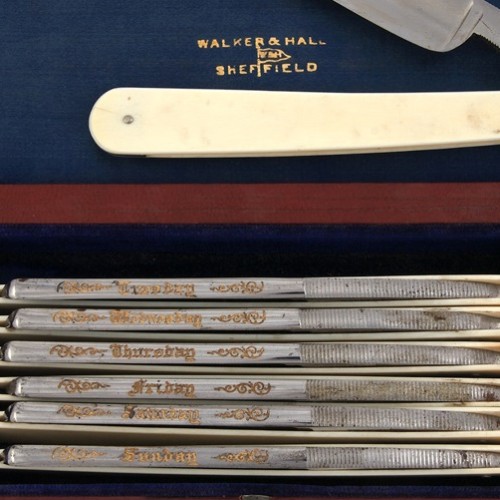 WALKER & HALL
W&H
SHEFFIELD
Tuesday
Wednesday
Thursday
Friday
Saturday
Sunday